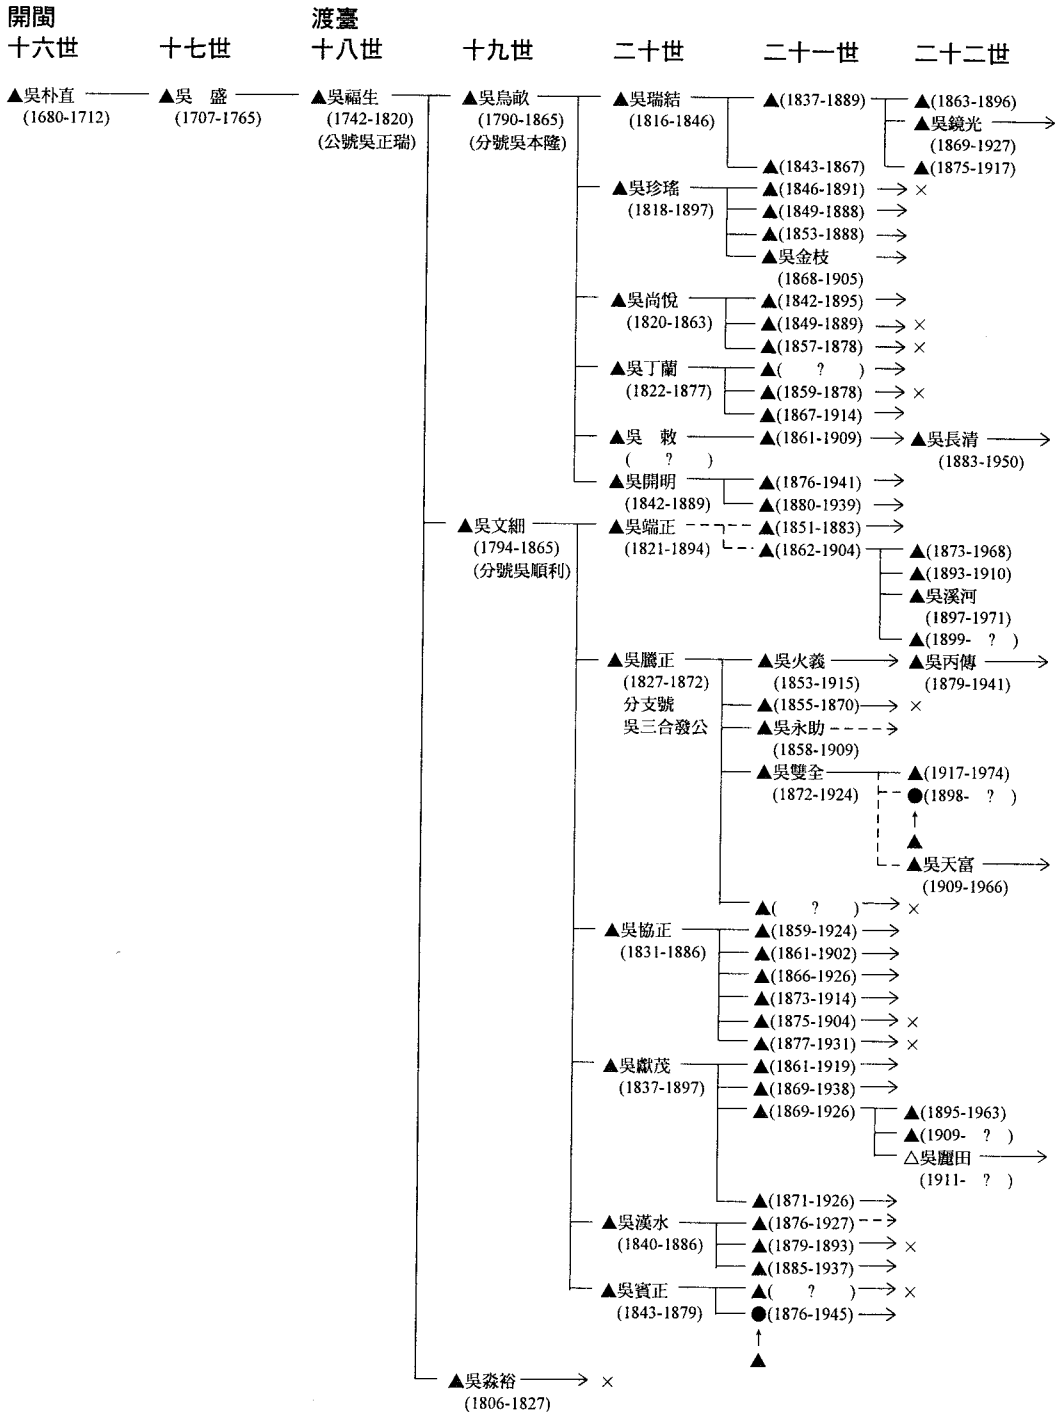 開閩
渡臺
十六世 十七世 十八世 十九世 二十世 二十一世 二十二世
▲吳朴直 ▲吳 盛 ▲吳福生 ▲吳烏畝 ▲吳瑞結 ▲(1837-1889) ▲(1863-1896)
(1680-1712) (1707-1765) (1742-1820) (1790-1865) (1816-1846) ▲吳鏡光
(公號吳正瑞) (分號吳本隆) (1869-1927)
▲(1843-1867) ▲(1875-1917)
▲吳珍瑤 ▲(1846-1891) ×
(1818-1897) ▲(1849-1888)
▲(1853-1888)
▲吳金枝
(1868-1905)
▲吳尚悅 ▲(1842-1895)
(1820-1863) ▲(1849-1889) ×
▲(1857-1878) ×
▲吳丁蘭 ▲( ? )
(1822-1877) ▲(1859-1878) ×
▲(1867-1914)
▲吳 敕 ▲(1861-1909) ▲吳長清
( ? ) (1883-1950)
▲吳開明 ▲(1876-1941)
(1842-1889) ▲(1880-1939)
▲吳文細 ▲吳端正 ▲(1851-1883)
(1794-1865) (1821-1894) ▲(1862-1904) ▲(1873-1968)
(分號吳順利) ▲(1893-1910)
▲吳溪河
(1897-1971)
▲(1899- ? )
▲吳騰正 ▲吳火義 ▲吳丙傳
(1827-1872) (1853-1915) (1879-1941)
分支號 ▲(1855-1870) ×
吳三合發公 ▲吳永助
(1858-1909)
▲吳雙全 ▲(1917-1974)
(1872-1924) ●(1898- ? )
▲
▲吳天富
(1909-1966)
▲( ? ) ×
▲吳協正 ▲(1859-1924)
(1831-1886) ▲(1861-1902)
▲(1866-1926)
▲(1873-1914)
▲(1875-1904) ×
▲(1877-1931) ×
▲吳獻茂 ▲(1861-1919)
(1837-1897) ▲(1869-1938)
▲(1869-1926) ▲(1895-1963)
▲(1909- ? )
△吳麗田
(1911- ? )
▲(1871-1926)
▲吳漢水 ▲(1876-1927)
(1840-1886) ▲(1879-1893) ×
▲(1885-1937)
▲吳賓正 ▲( ? ) ×
(1843-1879) ●(1876-1945)
▲
▲吳淼裕 ×
(1806-1827)